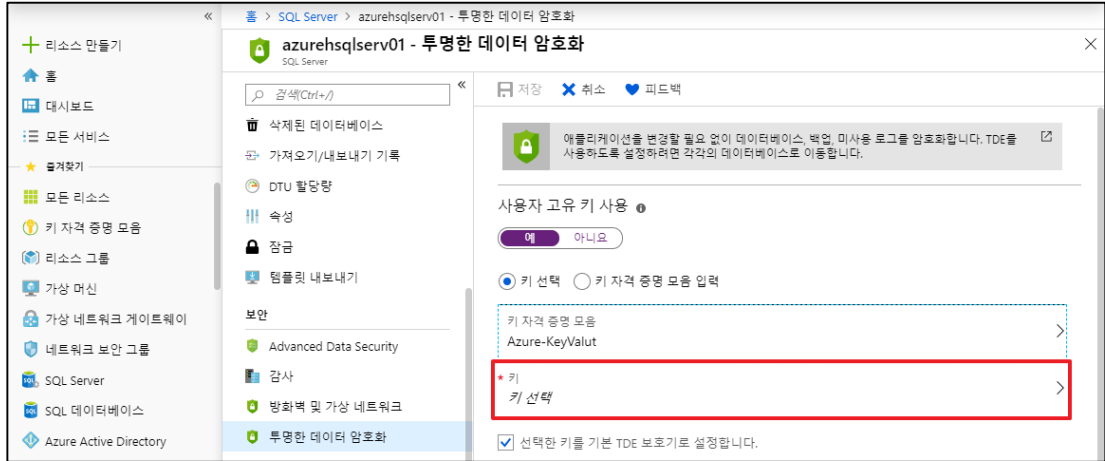 홈 > SQL Server > azurehsqlserv01 - 투명한 데이터 암호화
리소스 만들기
홈
대시보드
모든 서비스
즐겨찾기
모든 리소스
키 자격 증명 모음
리소스 그룹
가상 머신
가상 네트워크 게이트웨이
네트워크 보안 그룹
SQL Server
SQL 데이터베이스
Azure Active Directory
azurehsqlserv01 - 투명한 데이터 암호화
SQL Server
검색(Ctrl+/)
삭제된 데이터베이스
가져오기/내보내기 기록
DTU 할당량
속성
잠금
템플릿 내보내기
보안
Advanced Data Security
감사
방화벽 및 가상 네트워크
투명한 데이터 암호화
저장 취소 피드백
애플리케이션을 변경할 필요 없이 데이터베이스, 백업, 미사용 로그를 암호화합니다. TDE를
사용하도록 설정하려면 각각의 데이터베이스로 이동합니다.
사용자 고유 키 사용
예 아니요
키 선택 키 자격 증명 모음 입력
키 자격 증명 모음
Azure-KeyValut
* 키
키 선택
선택한 키를 기본 TDE 보호기로 설정합니다.